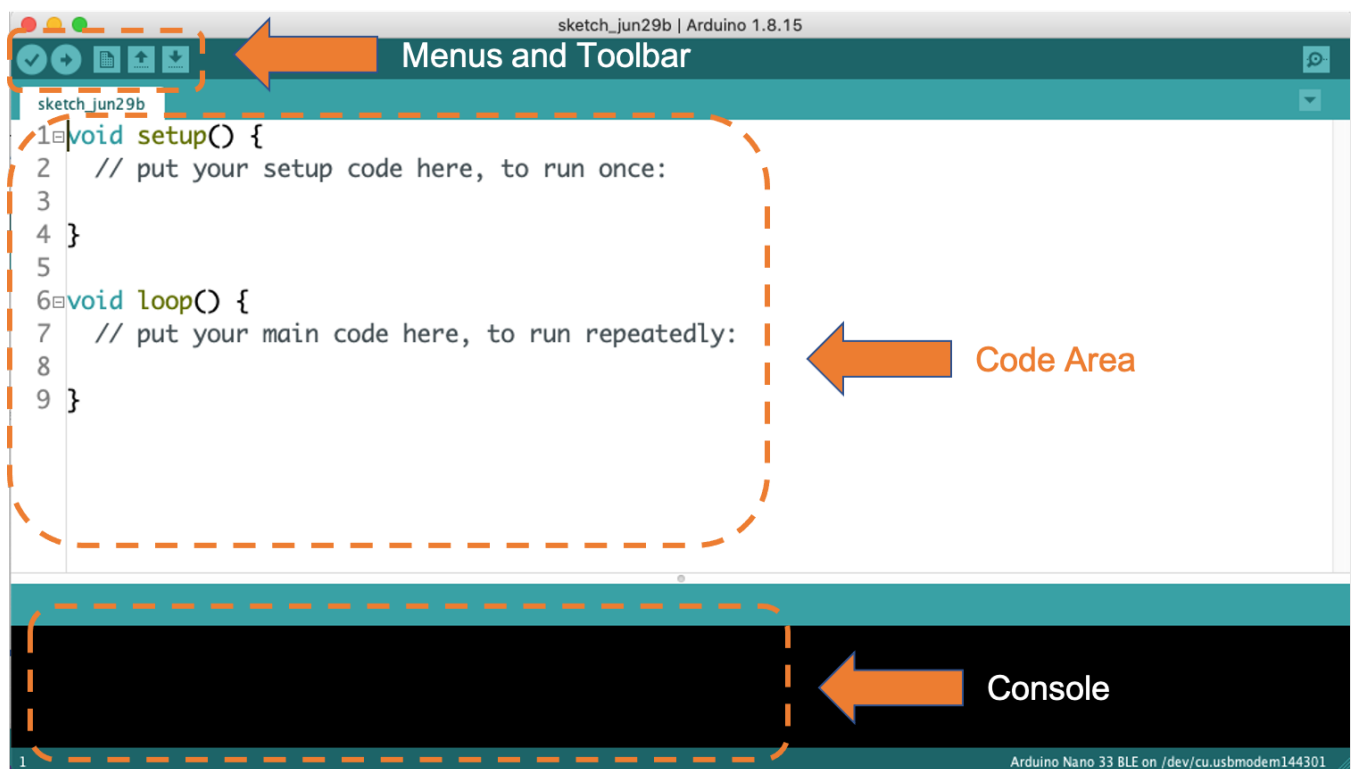 sketch_jun29b | Arduino 1.8.15
Menus and Toolbar
sketch_jun29b
1 void setup() {
2 // put your setup code here, to run once:
3
4 }
5
6 void loop() {
7 // put your main code here, to run repeatedly:
8
9 }
Code Area
Console
1
Arduino Nano 33 BLE on /dev/cu.usbmodem144301